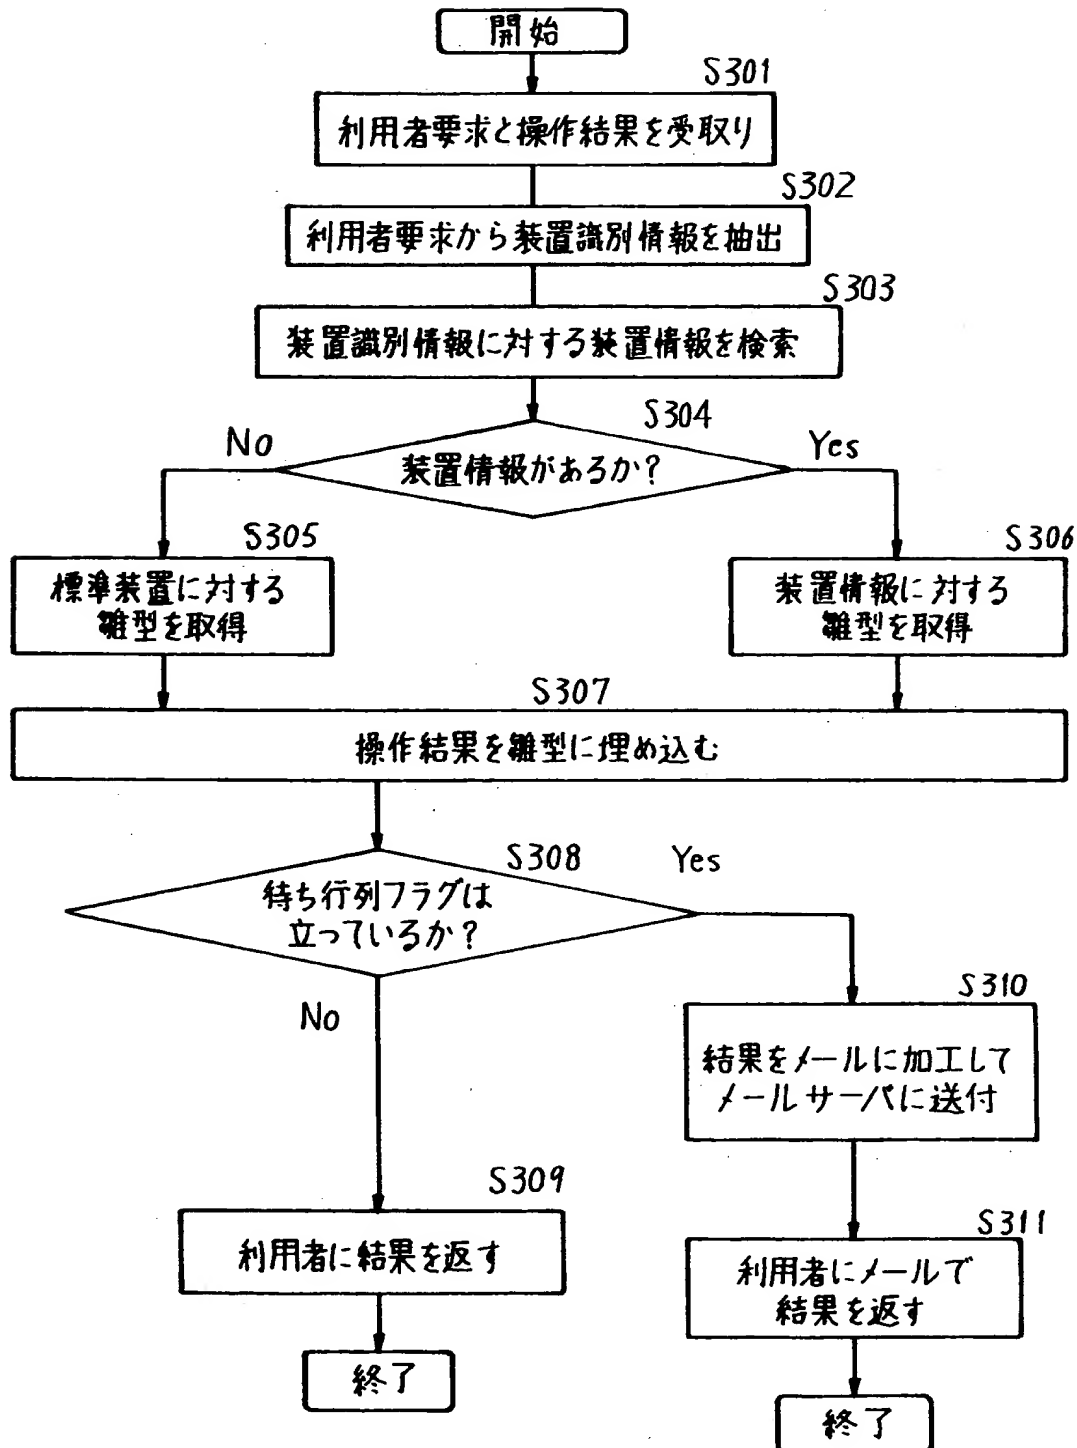 開始
S301
利用者要求と操作結果を受取り
S302
利用者要求から装置識別情報を抽出
S303
装置識別情報に対する装置情報を検索
S304
No
装置情報があるか?
Yes
S305
標準装置に対する
雛型を取得
S306
装置情報に対する
雛型を取得
S307
操作結果を雛型に埋め込む
S308
Yes
待ち行列フラグは
立っているか?
No
S310
結果をメールに加工して
メールサーバに送付
S309
利用者に結果を返す
S311
利用者にメールで
結果を返す
終了
終了